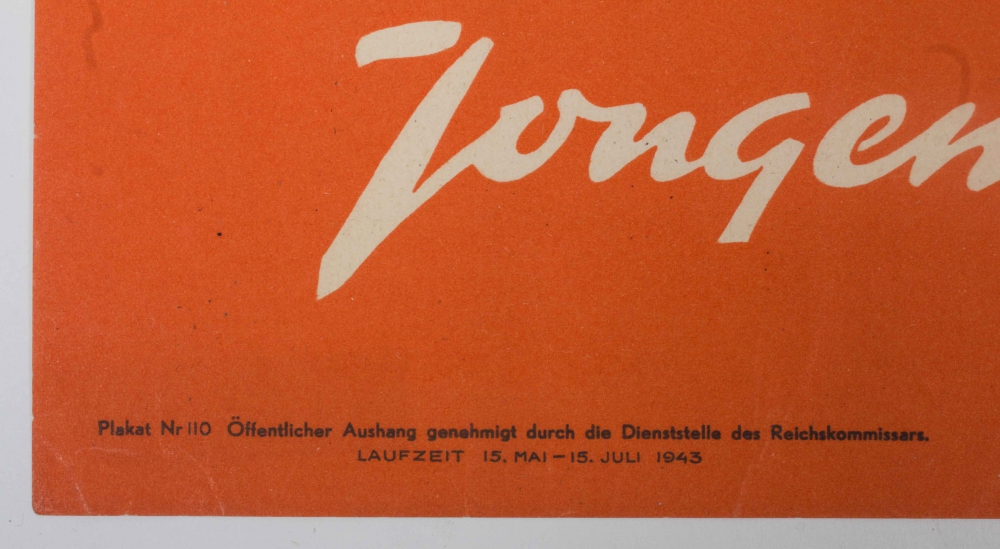 Jongen
Plakat Nr 110 Öffentlicher Aushang genehmigt durch die Dienststelle des Reichskommissars.
LAUFZEIT 15. MAI – 15. JULI 1943